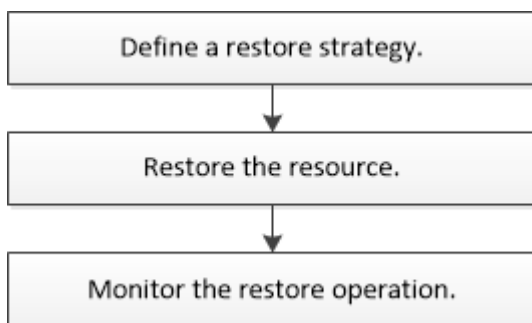 Define a restore strategy.
Restore the resource.
Monitor the restore operation.